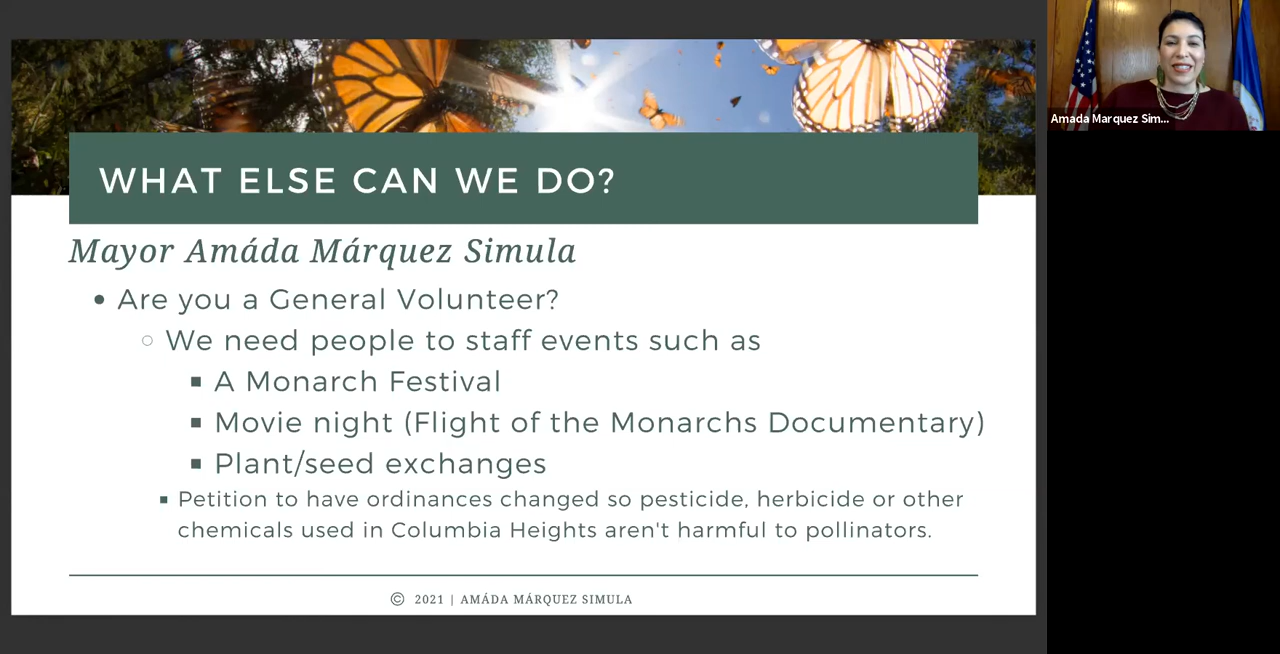 WHAT ELSE CAN WE DO?
Mayor Amáda Márquez Simula
• Are you a General Volunteer?
○ We need people to staff events such as
▪ A Monarch Festival
▪ Movie night (Flight of the Monarchs Documentary)
▪ Plant/seed exchanges
▪ Petition to have ordinances changed so pesticide, herbicide or other
chemicals used in Columbia Heights aren't harmful to pollinators.
© 2021 | AMÁDA MÁRQUEZ SIMULA
Amada Marquez Sim...